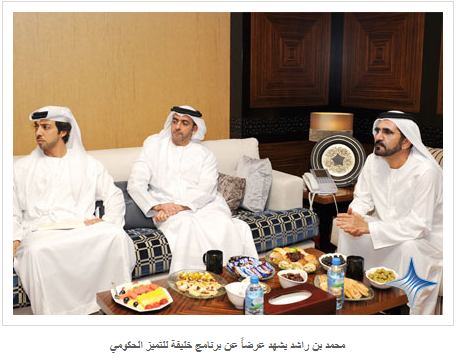 محمد بن راشد يشهد عرضاً عن برنامج خليفة للتميز الحكومي